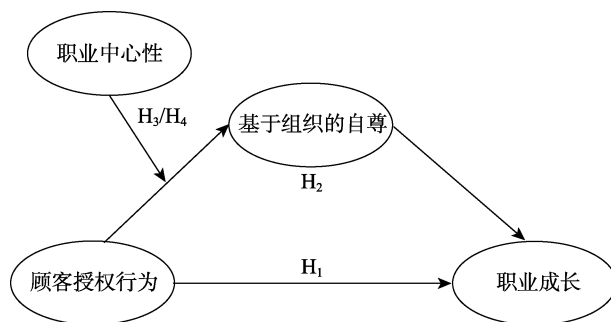 职业中心性
H₃/H₄
基于组织的自尊
H₂
顾客授权行为
H₁
职业成长